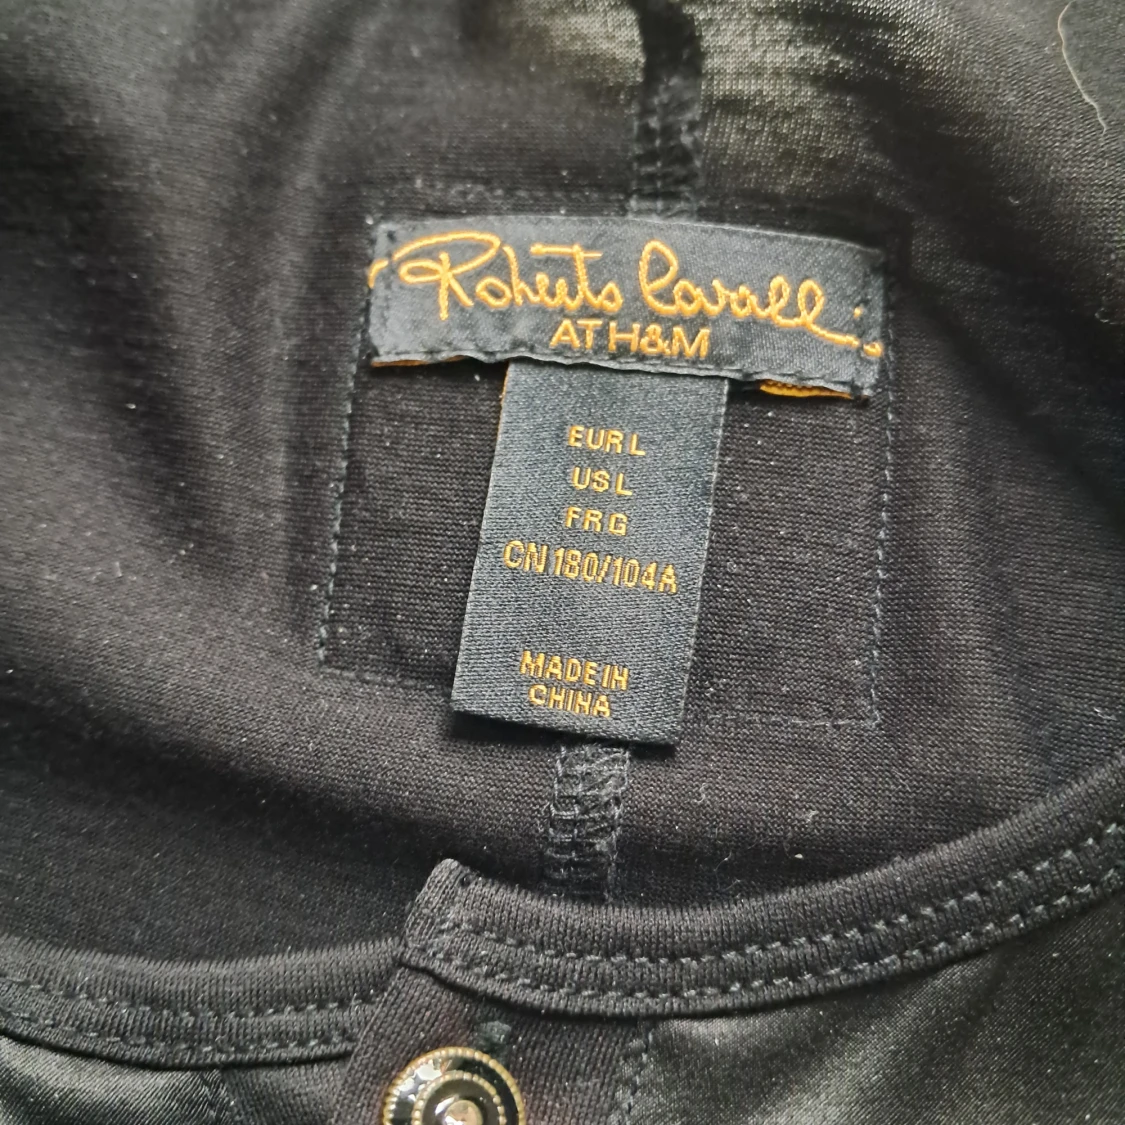 Roberto Cavalli
AT H&M
EUR L
US L
FR G
CN 180/104A
MADE IN
CHINA